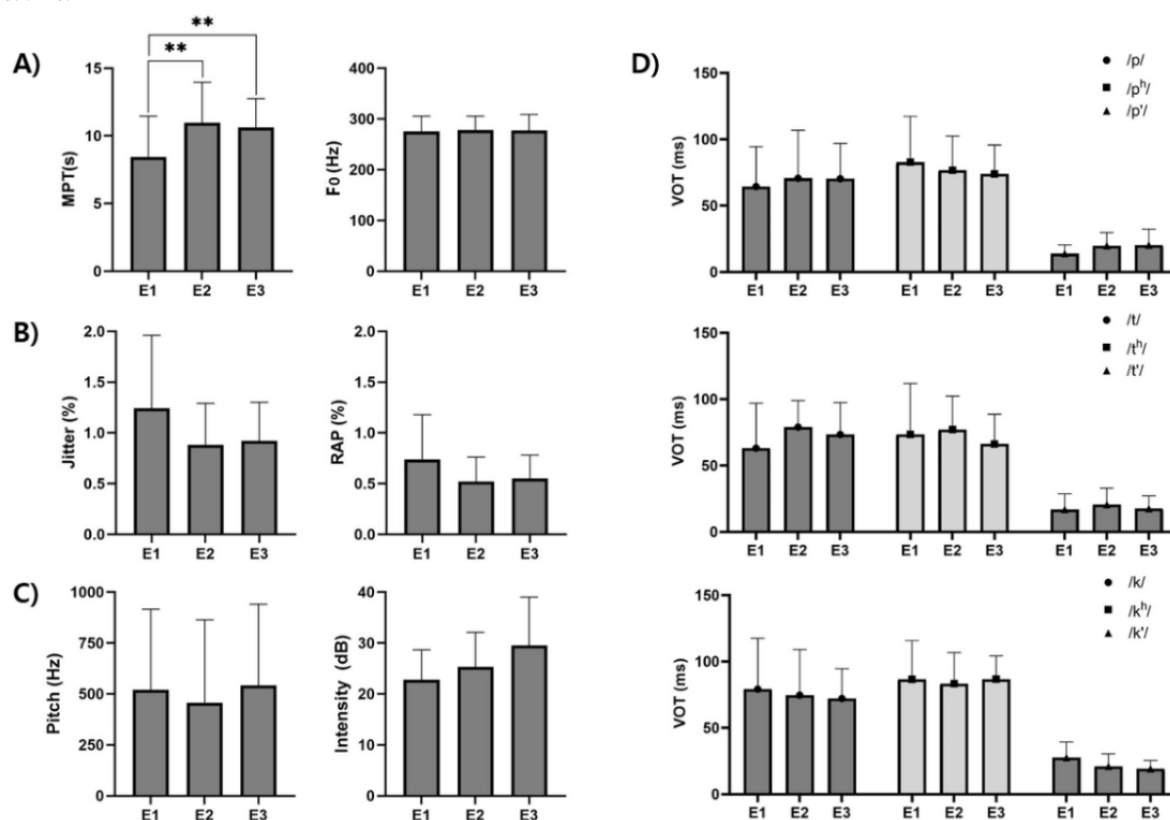 **
**
A)
MPT(s)
15
10
5
0
E1 E2 E3
F0 (Hz)
400
300
200
100
0
E1 E2 E3
B)
Jitter (%)
2.0
1.5
1.0
0.5
0.0
E1 E2 E3
RAP (%)
2.0
1.5
1.0
0.5
0.0
E1 E2 E3
C)
Pitch (Hz)
1000
750
500
250
0
E1 E2 E3
Intensity (dB)
40
30
20
10
0
E1 E2 E3
D)
/p/
/pʰ/
/p'/
VOT (ms)
150
100
50
0
E1 E2 E3 E1 E2 E3 E1 E2 E3
/t/
/tʰ/
/t'/
VOT (ms)
150
100
50
0
E1 E2 E3 E1 E2 E3 E1 E2 E3
/k/
/kʰ/
/k'/
VOT (ms)
150
100
50
0
E1 E2 E3 E1 E2 E3 E1 E2 E3